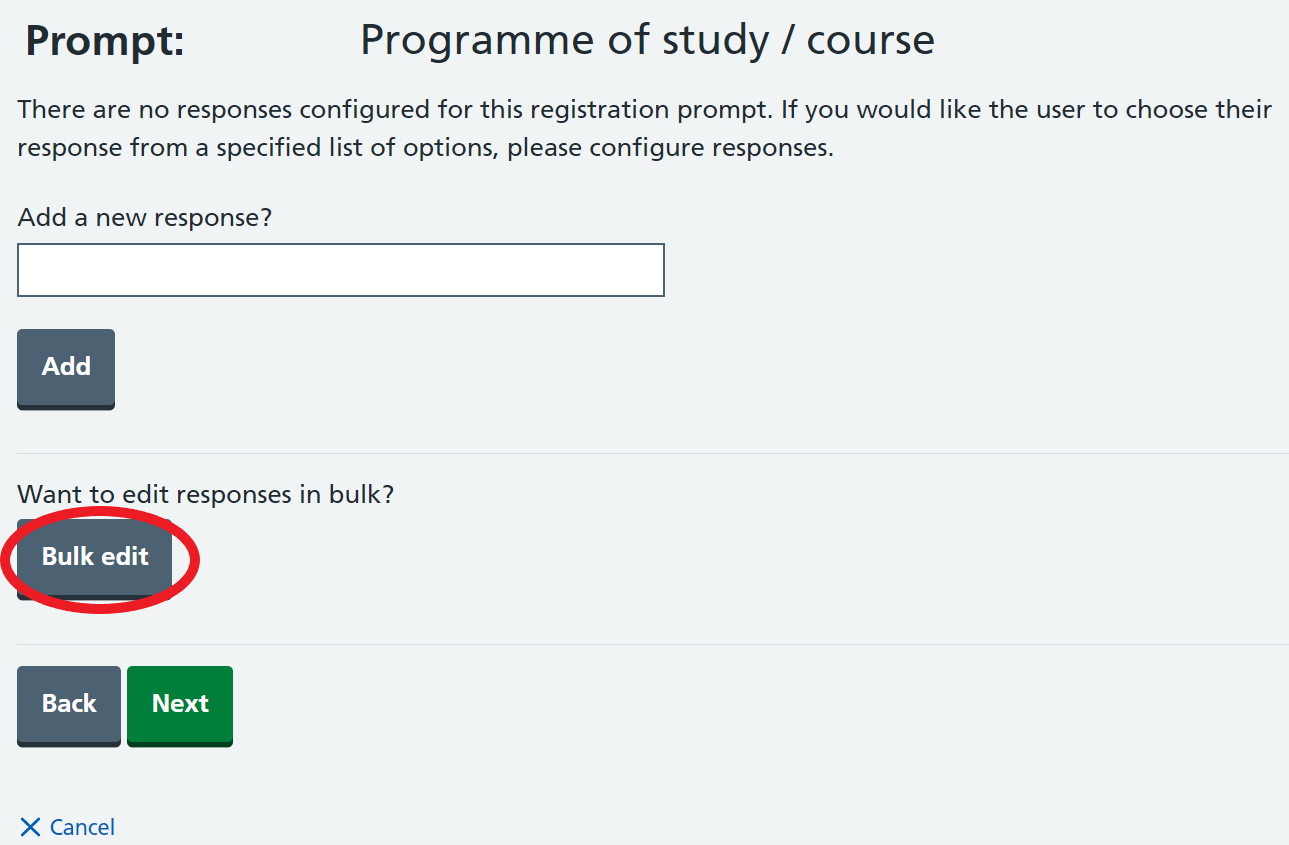 Prompt: Programme of study / course
There are no responses configured for this registration prompt. If you would like the user to choose their
response from a specified list of options, please configure responses.
Add a new response?
Add
Want to edit responses in bulk?
Bulk edit
Back Next
Cancel